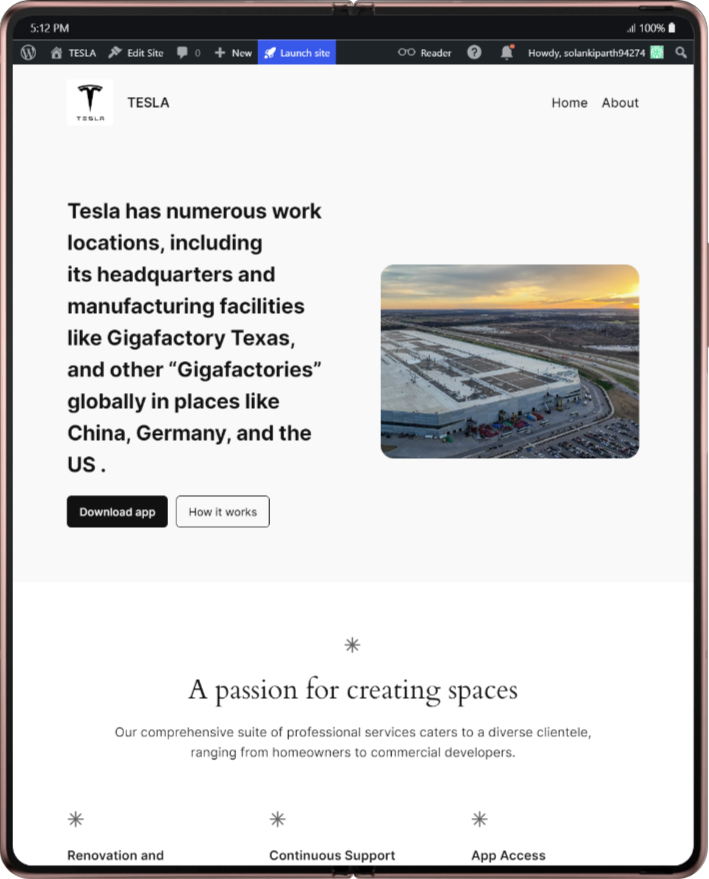 5:12 PM
100%
TESLA
Edit Site
0
New
Launch site
Reader
?
Howdy, solankiparth94274
TESLA
TESLA
Home
About
Tesla has numerous work
locations, including
its headquarters and
manufacturing facilities
like Gigafactory Texas,
and other “Gigafactories”
globally in places like
China, Germany, and the
US .
Download app
How it works
A passion for creating spaces
Our comprehensive suite of professional services caters to a diverse clientele,
ranging from homeowners to commercial developers.
Renovation and
Continuous Support
App Access